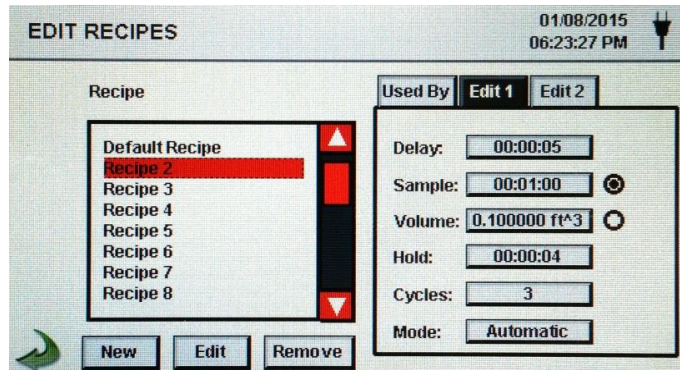 EDIT RECIPES
01/08/2015
06:23:27 PM
Recipe
Default Recipe
Recipe 2
Recipe 3
Recipe 4
Recipe 5
Recipe 6
Recipe 7
Recipe 8
New Edit Remove
Used By Edit 1 Edit 2
Delay: 00:00:05
Sample: 00:01:00
Volume: 0.100000 ft^3
Hold: 00:00:04
Cycles: 3
Mode: Automatic